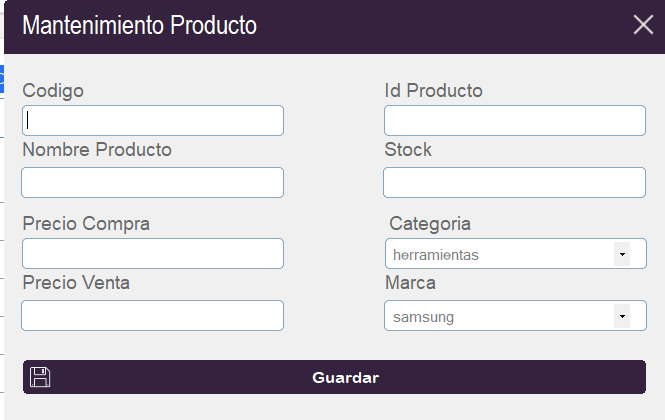 Mantenimiento Producto
Codigo
Id Producto
Nombre Producto
Stock
Precio Compra
Categoria
herramientas
Precio Venta
Marca
samsung
Guardar